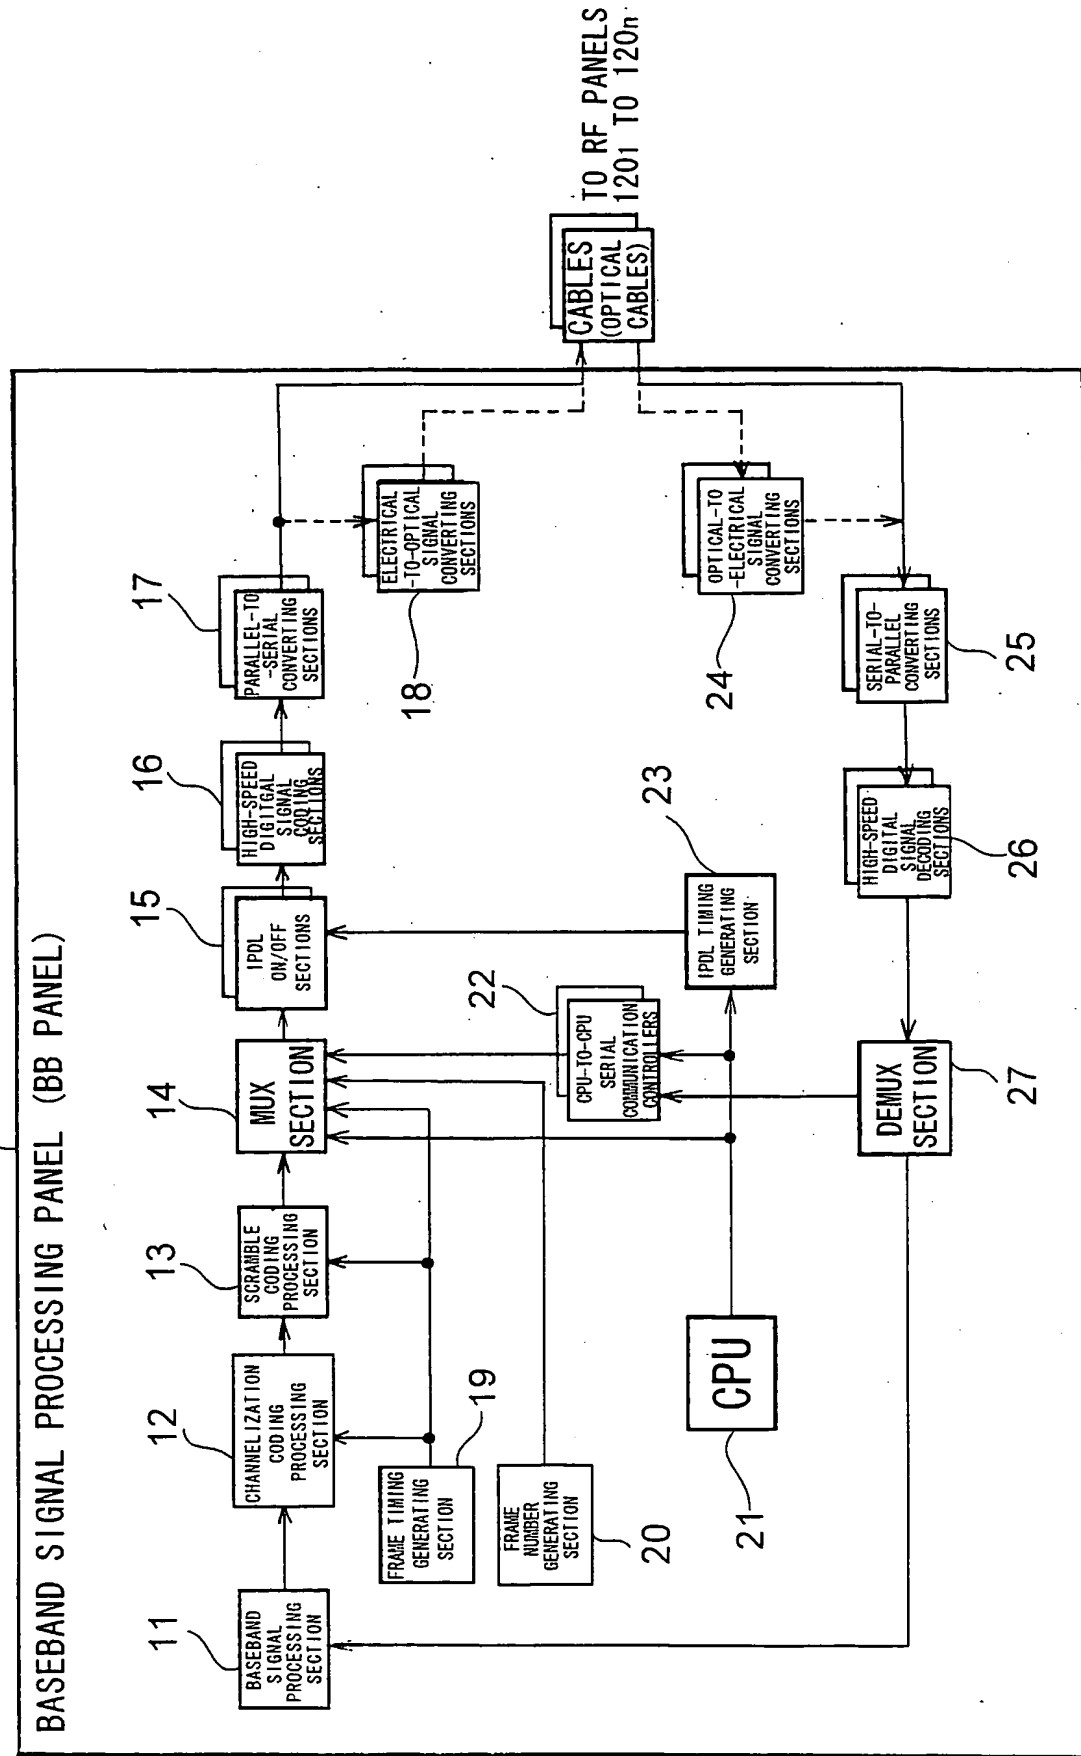 BASEBAND SIGNAL PROCESSING PANEL (BB PANEL)
11
BASEBAND
SIGNAL
PROCESSING
SECTION
12
CHANNELIZATION
CODING
PROCESSING
SECTION
13
SCRAMBLE
CODING
PROCESSING
SECTION
14
MUX
SECTION
15
IPDL
ON/OFF
SECTIONS
16
HIGH-SPEED
DIGITGAL
SIGNAL
CODING
SECTIONS
17
PARALLEL-TO
-SERIAL
CONVERTING
SECTIONS
ELECTRICAL
-TO-OPTICAL
SIGNAL
CONVERTING
SECTIONS
18
FRAME TIMING
GENERATING
SECTION
19
FRAME
NUMBER
GENERATING
SECTION
20
CPU
21
22
CPU-TO-CPU
SERIAL
COMMUNICATION
CONTROLLERS
23
IPDL TIMING
GENERATION
SECTION
CABLES
(OPTICAL
CABLES)
TO RF PANELS
1201 TO 120n
OPTICAL-TO
-ELECTRICAL
SIGNAL
CONVERTING
SECTIONS
24
SERIAL-TO-
PARALLEL
CONVERTING
SECTIONS
25
HIGH-SPEED
DIGITAL
SIGNAL
DECODING
SECTIONS
26
DEMUX
SECTION
27